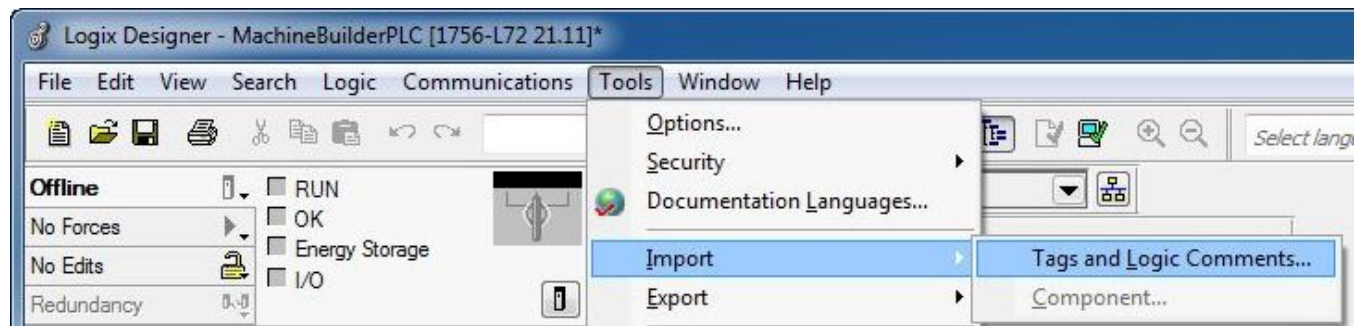 Logix Designer - MachineBuilderPLC [1756-L72 21.11]*
File Edit View Search Logic Communications Tools Window Help
Options...
Select
Offline
RUN
Security
No Forces
OK
Documentation Languages...
Energy Storage
No Edits
I/O
Import
Tags and Logic Comments...
Redundancy
Export
Component...